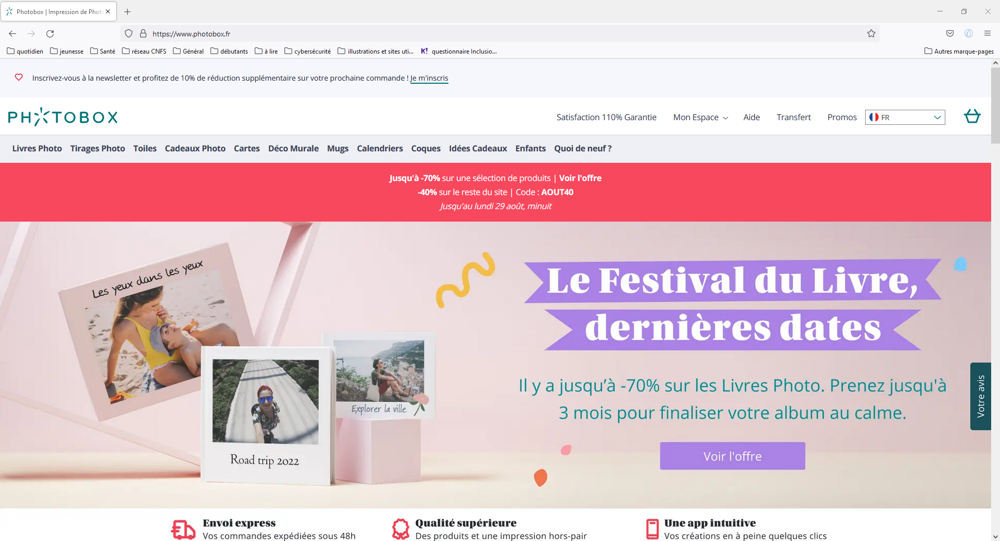 Photobox | Impression de Phot
https://www.photobox.fr
quotidien jeunesse Santé réseau CNFS Général débutants à lire cybersécurité illustrations et sites uti... K! questionnaire Inclusio... Autres marque-pages
Inscrivez-vous à la newsletter et profitez de 10% de réduction supplémentaire sur votre prochaine commande ! Je m'inscris
PHOTOBOX Satisfaction 110% Garantie Mon Espace Aide Transfert Promos FR
Livres Photo Tirages Photo Toiles Cadeaux Photo Cartes Déco Murale Mugs Calendriers Coques Idées Cadeaux Enfants Quoi de neuf ?
Jusqu'à -70% sur une sélection de produits | Voir l'offre
-40% sur le reste du site | Code : AOUT40
Jusqu'au lundi 29 août, minuit
Les yeux dans les yeux
Explorer la ville
Road trip 2022
Le Festival du Livre,
dernières dates
Il y a jusqu’à -70% sur les Livres Photo. Prenez jusqu'à
3 mois pour finaliser votre album au calme.
Voir l'offre
Votre avis
Envoi express
Vos commandes expédiées sous 48h
Qualité supérieure
Des produits et une impression hors-pair
Une app intuitive
Vos créations en à peine quelques clics